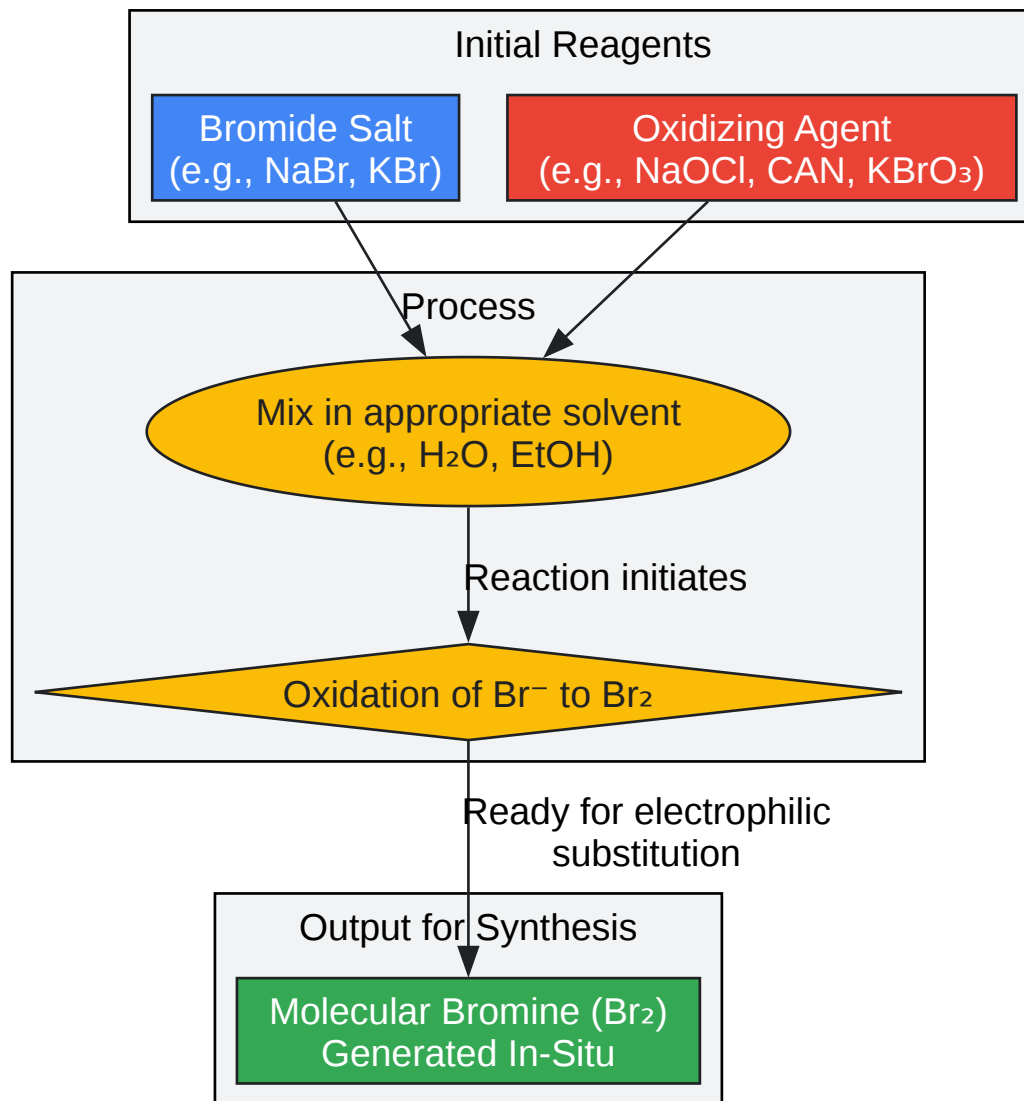 Initial Reagents
Bromide Salt
(e.g., NaBr, KBr)
Oxidizing Agent
(e.g., NaOCl, CAN, KBrO₃)
Process
Mix in appropriate solvent
(e.g., H₂O, EtOH)
Reaction initiates
Oxidation of Br⁻ to Br₂
Ready for electrophilic
substitution
Output for Synthesis
Molecular Bromine (Br₂)
Generated In-Situ